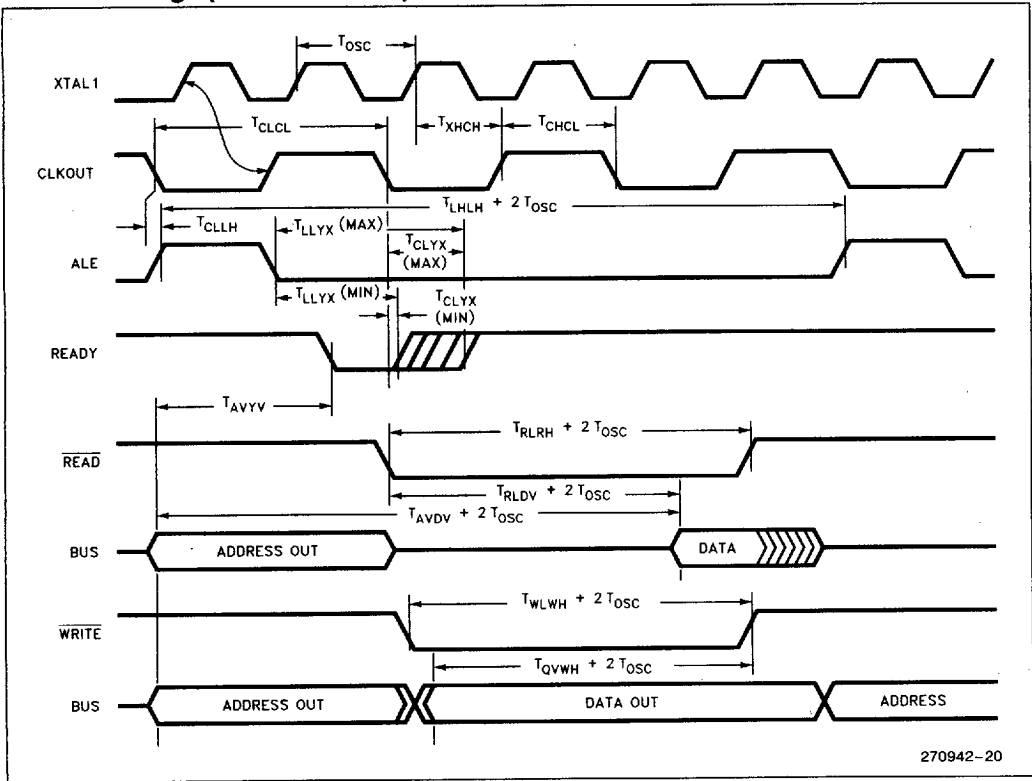 TOSC
XTAL1
TCLCL
TXHCH
TCHCL
CLKOUT
TLHLH + 2 TOSC
TCLLH
TLLYX (MAX)
TCLYX
(MAX)
ALE
TLLYX (MIN)
TCLYX
(MIN)
READY
TAVYV
TRLRH + 2 TOSC
READ
TRLDV + 2 TOSC
TAVDV + 2 TOSC
BUS
ADDRESS OUT
DATA
TWLWH + 2 TOSC
WRITE
TQVWH + 2 TOSC
BUS
ADDRESS OUT
DATA OUT
ADDRESS
270942-20